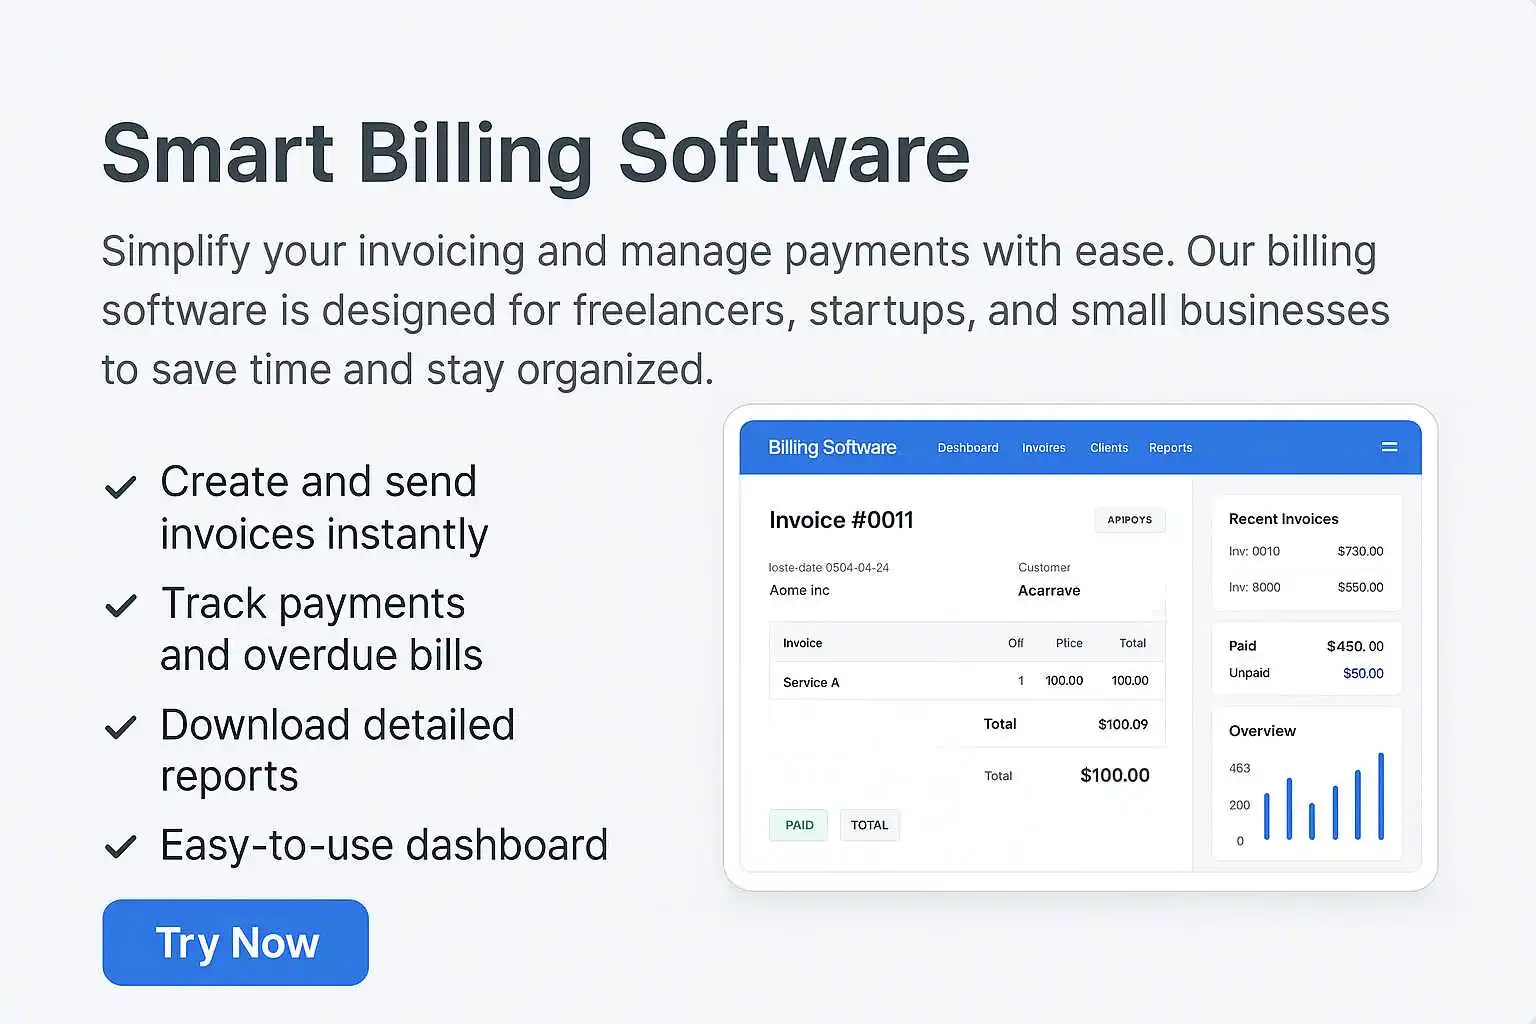 Smart Billing Software
Simplify your invoicing and manage payments with ease. Our billing
software is designed for freelancers, startups, and small businesses
to save time and stay organized.
Create and send
invoices instantly
Track payments
and overdue bills
Download detailed
reports
Easy-to-use dashboard
Try Now
Billing Software Deshboard Invoires Clients Reports
Invoice #0011
APIPOYS
loste-date 0504-04-24
Customer
Aome inc
Acarrave
Invoice Off Ptice Total
Service A 1 100.00 100.00
Total $100.09
Total $100.00
PAID
TOTAL
Recent Invoices
Inv: 0010 $730.00
Inv: 8000 $550.00
Paid $450. 00
Unpaid $50.00
Overview
463
200
0